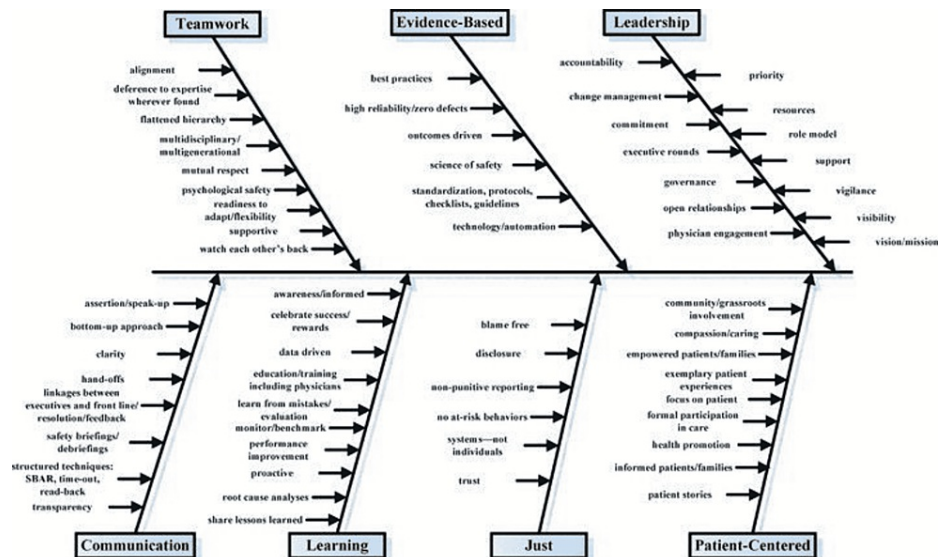 Teamwork
Evidence-Based
Leadership
alignment
deference to expertise
wherever found
flattened hierarchy
multidisciplinary/
multigenerational
mutual respect
psychological safety
readiness to
adapt/flexibility
supportive
watch each other's back
best practices
high reliability/zero defects
outcomes driven
science of safety
standardization, protocols,
checklists, guidelines
technology/automation
accountability
change management
commitment
executive rounds
governance
open relationships
physician engagement
priority
resources
role model
support
vigilance
visibility
vision/mission
assertion/speak-up
bottom-up approach
clarity
hand-offs
linkages between
executives and front line/
resolution/feedback
safety briefings/
debriefings
structured techniques:
SBAR, time-out,
read-back
transparency
awareness/informed
celebrate success/
rewards
data driven
education/training
including physicians
learn from mistakes/
evaluation
monitor/benchmark
performance
improvement
proactive
root cause analyses
share lessons learned
blame free
disclosure
non-punitive reporting
no at-risk behaviors
systems—not
individuals
trust
community/grassroots
involvement
compassion/caring
empowered patients/families
exemplary patient
experiences
focus on patient
formal participation
in care
health promotion
informed patients/families
patient stories
Communication
Learning
Just
Patient-Centered